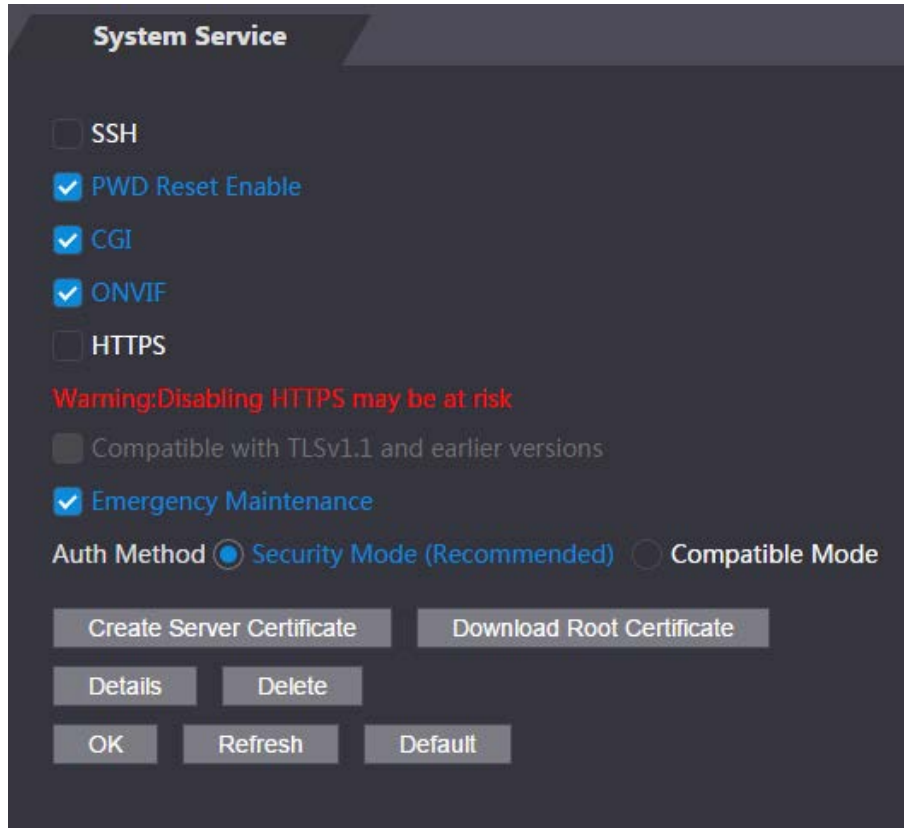 System Service
SSH
PWD Reset Enable
CGI
ONVIF
HTTPS
Warning:Disabling HTTPS may be at risk
Compatible with TLSv1.1 and earlier versions
Emergency Maintenance
Auth Method Security Mode (Recommended) Compatible Mode
Create Server Certificate Download Root Certificate
Details Delete
OK Refresh Default